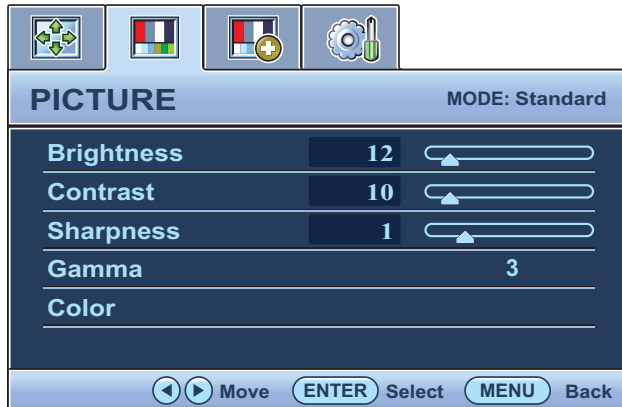 PICTURE MODE: Standard
Brightness 12
Contrast 10
Sharpness 1
Gamma 3
Color
Move ENTER Select MENU Back